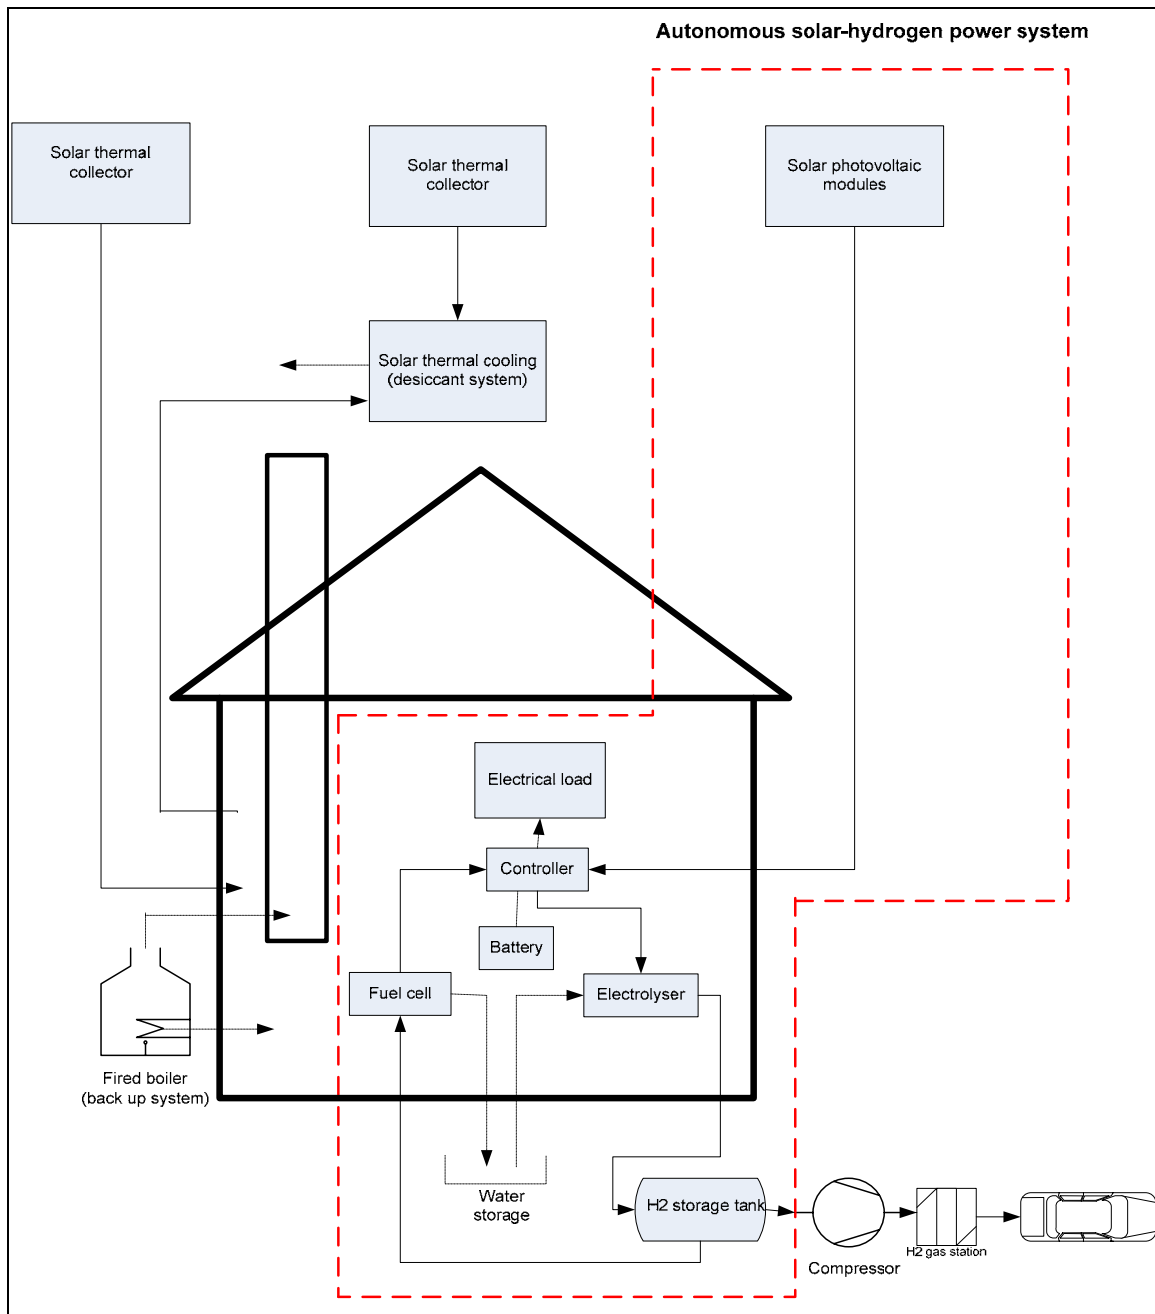 Autonomous solar-hydrogen power system
Solar thermal
collector
Solar thermal
collector
Solar photovoltaic
modules
Solar thermal cooling
(desiccant system)
Electrical load
Controller
Battery
Fuel cell
Electrolyser
Fired boiler
(back up system)
Water
storage
H2 storage tank
H2 gas station
Compressor